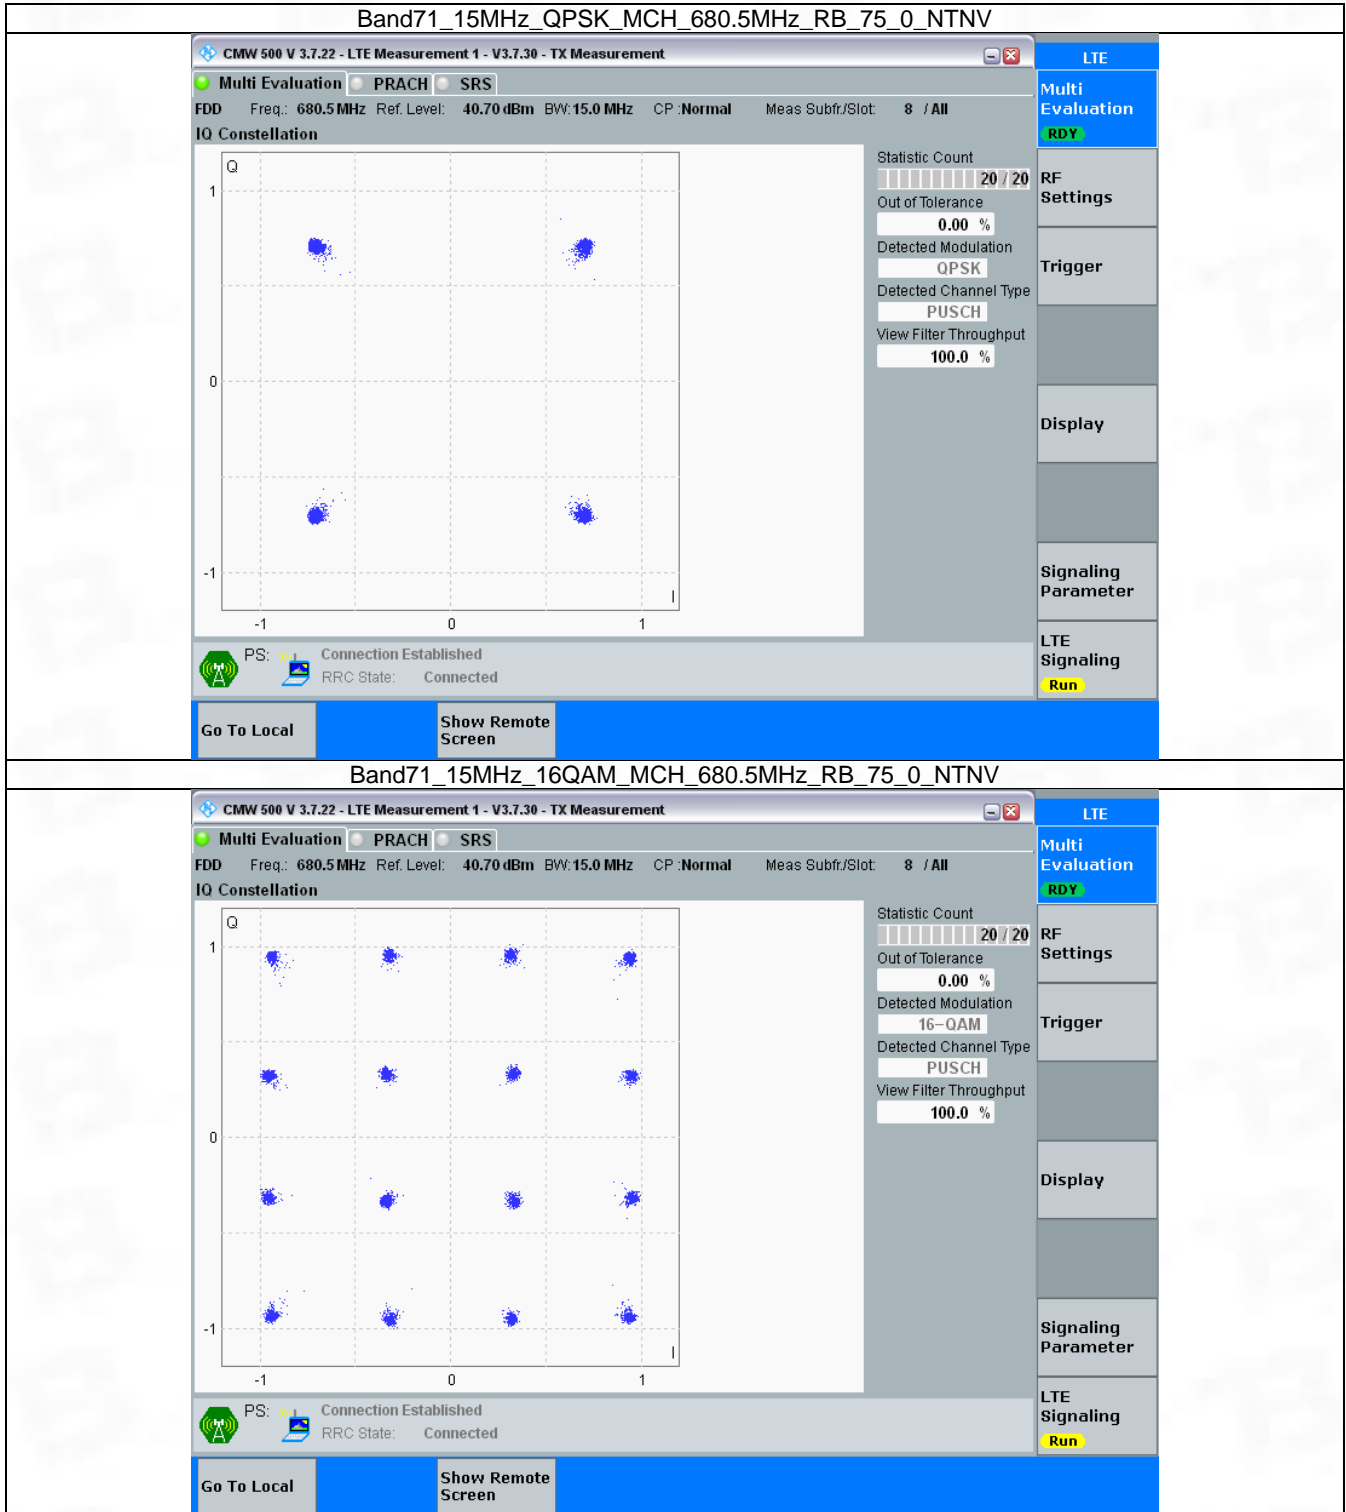 Band71_15MHz_QPSK_MCH_680.5MHz_RB_75_0_NTNV
CMW 500 V 3.7.22 - LTE Measurement 1 - V3.7.30 - TX Measurement
LTE
Multi Evaluation PRACH SRS
Multi
Evaluation
RDY
FDD Freq.: 680.5 MHz Ref. Level: 40.70 dBm BW: 15.0 MHz CP :Normal Meas Subfr./Slot: 8 / All
IQ Constellation
Q
1
0
-1
I
-1 0 1
Statistic Count
20 / 20
Out of Tolerance
0.00 %
Detected Modulation
QPSK
Detected Channel Type
PUSCH
View Filter Throughput
100.0 %
RF
Settings
Trigger
Display
Signaling
Parameter
LTE
Signaling
Run
PS: Connection Established
RRC State: Connected
Go To Local
Show Remote
Screen
Band71_15MHz_16QAM_MCH_680.5MHz_RB_75_0_NTNV
CMW 500 V 3.7.22 - LTE Measurement 1 - V3.7.30 - TX Measurement
LTE
Multi Evaluation PRACH SRS
Multi
Evaluation
RDY
FDD Freq.: 680.5 MHz Ref. Level: 40.70 dBm BW: 15.0 MHz CP :Normal Meas Subfr./Slot: 8 / All
IQ Constellation
Q
1
0
-1
I
-1 0 1
Statistic Count
20 / 20
Out of Tolerance
0.00 %
Detected Modulation
16-QAM
Detected Channel Type
PUSCH
View Filter Throughput
100.0 %
RF
Settings
Trigger
Display
Signaling
Parameter
LTE
Signaling
Run
PS: Connection Established
RRC State: Connected
Go To Local
Show Remote
Screen